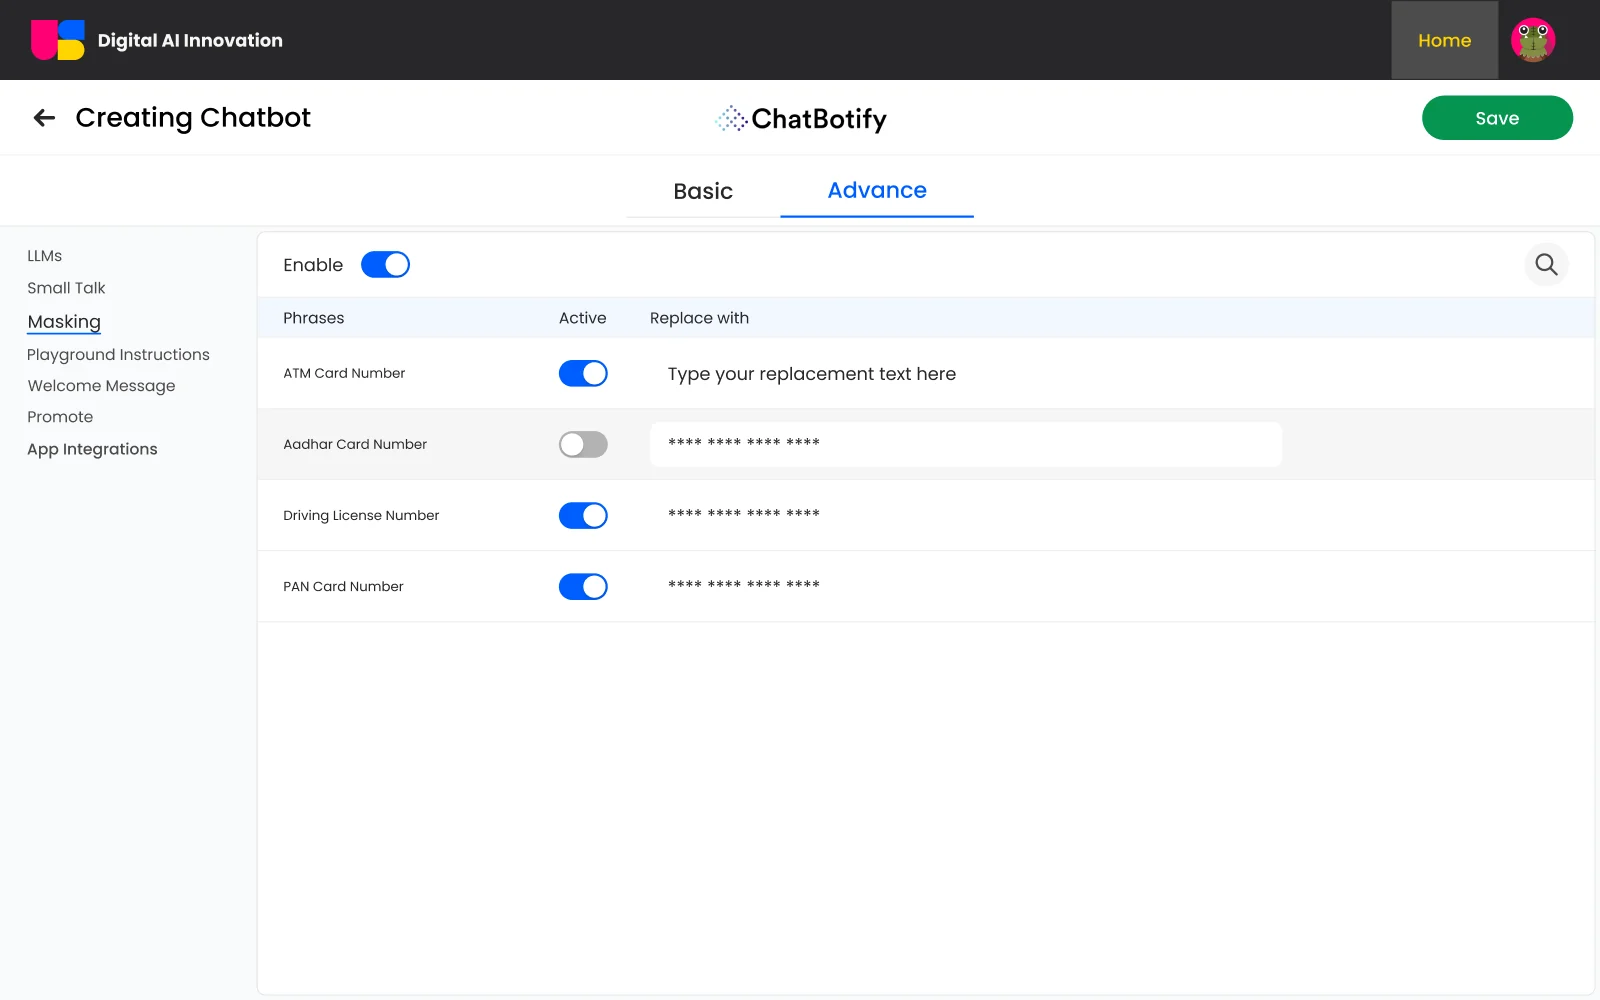 Digital AI Innovation
Home
Creating Chatbot
ChatBotify
Save
Basic
Advance
LLMs
Small Talk
Masking
Playground Instructions
Welcome Message
Promote
App Integrations
Enable
Phrases Active Replace with
ATM Card Number Type your replacement text here
Aadhar Card Number **** **** **** ****
Driving License Number **** **** **** ****
PAN Card Number **** **** **** ****